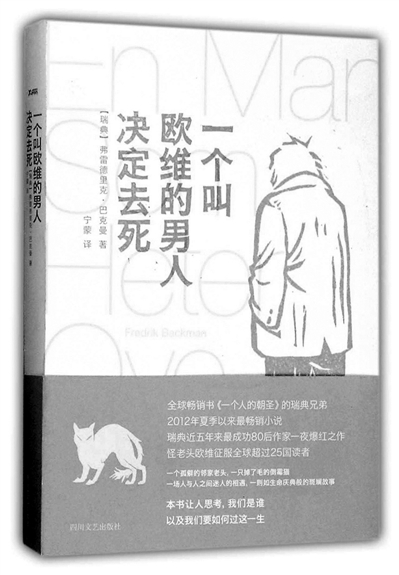 En Man
Som
Heter
Ove
Fredrik Backman
一个叫
欧维的男人
决定去死
【瑞典】弗雷德里克·巴克曼 著
宁蒙 译
一个叫欧维的男人
决定去死
全球畅销书《一个人的朝圣》的瑞典兄弟
2012年夏季以来最畅销小说
瑞典近五年来最成功80后作家一夜爆红之作
怪老头欧维征服全球超过25国读者
一个孤僻的邻家老头,一只掉了毛的倒霉猫
一场人与人之间迷人的相遇,一则如生命庆典般的斑斓故事
本书让人思考,我们是谁
以及我们要如何过这一生
四川文艺出版社